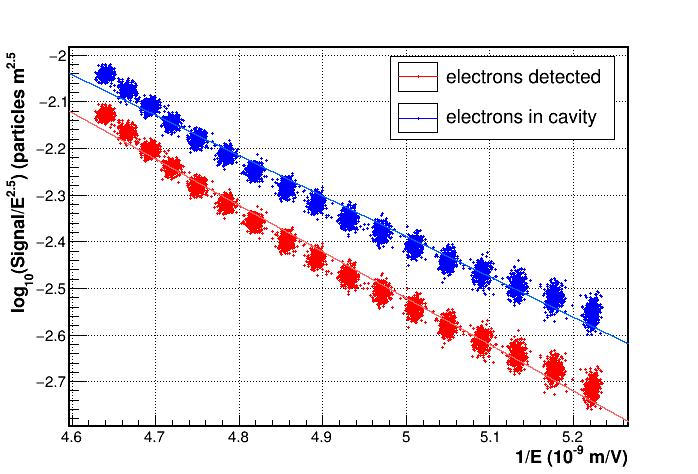 log₁₀(Signal/E^2.5) (particles m^2.5)
−2
−2.1
−2.2
−2.3
−2.4
−2.5
−2.6
−2.7
electrons detected
electrons in cavity
4.6 4.7 4.8 4.9 5 5.1 5.2
1/E (10^-9 m/V)